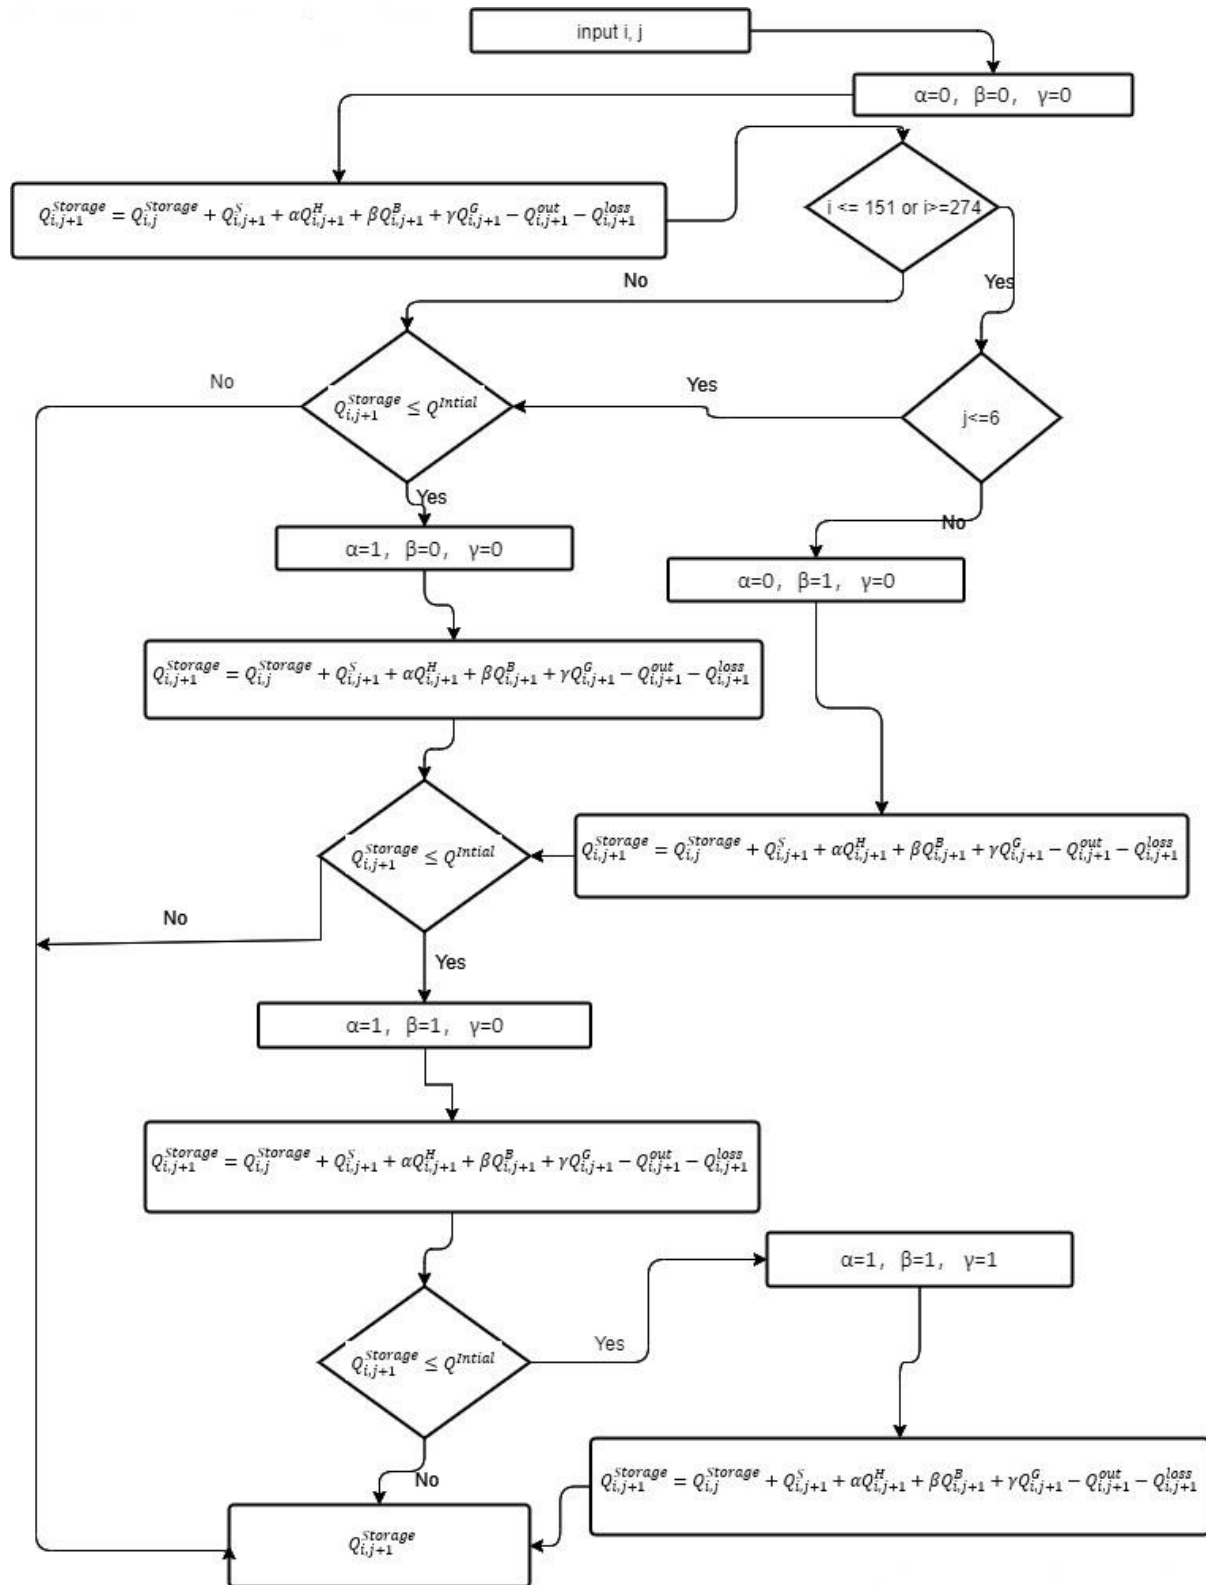 input i, j
α=0, β=0, γ=0
Q_{i,j+1}^{Storage} = Q_{i,j}^{Storage} + Q_{i,j+1}^{S} + αQ_{i,j+1}^{H} + βQ_{i,j+1}^{B} + γQ_{i,j+1}^{G} − Q_{i,j+1}^{out} − Q_{i,j+1}^{loss}
i <= 151 or i>=274
No
Yes
No
Q_{i,j+1}^{Storage} ≤ Q^{Intial}
Yes
j<=6
Yes
No
α=1, β=0, γ=0
α=0, β=1, γ=0
Q_{i,j+1}^{Storage} = Q_{i,j}^{Storage} + Q_{i,j+1}^{S} + αQ_{i,j+1}^{H} + βQ_{i,j+1}^{B} + γQ_{i,j+1}^{G} − Q_{i,j+1}^{out} − Q_{i,j+1}^{loss}
Q_{i,j+1}^{Storage} ≤ Q^{Intial}
Q_{i,j+1}^{Storage} = Q_{i,j}^{Storage} + Q_{i,j+1}^{S} + αQ_{i,j+1}^{H} + βQ_{i,j+1}^{B} + γQ_{i,j+1}^{G} − Q_{i,j+1}^{out} − Q_{i,j+1}^{loss}
No
Yes
α=1, β=1, γ=0
Q_{i,j+1}^{Storage} = Q_{i,j}^{Storage} + Q_{i,j+1}^{S} + αQ_{i,j+1}^{H} + βQ_{i,j+1}^{B} + γQ_{i,j+1}^{G} − Q_{i,j+1}^{out} − Q_{i,j+1}^{loss}
α=1, β=1, γ=1
Q_{i,j+1}^{Storage} ≤ Q^{Intial}
Yes
No
Q_{i,j+1}^{Storage} = Q_{i,j}^{Storage} + Q_{i,j+1}^{S} + αQ_{i,j+1}^{H} + βQ_{i,j+1}^{B} + γQ_{i,j+1}^{G} − Q_{i,j+1}^{out} − Q_{i,j+1}^{loss}
Q_{i,j+1}^{Storage}